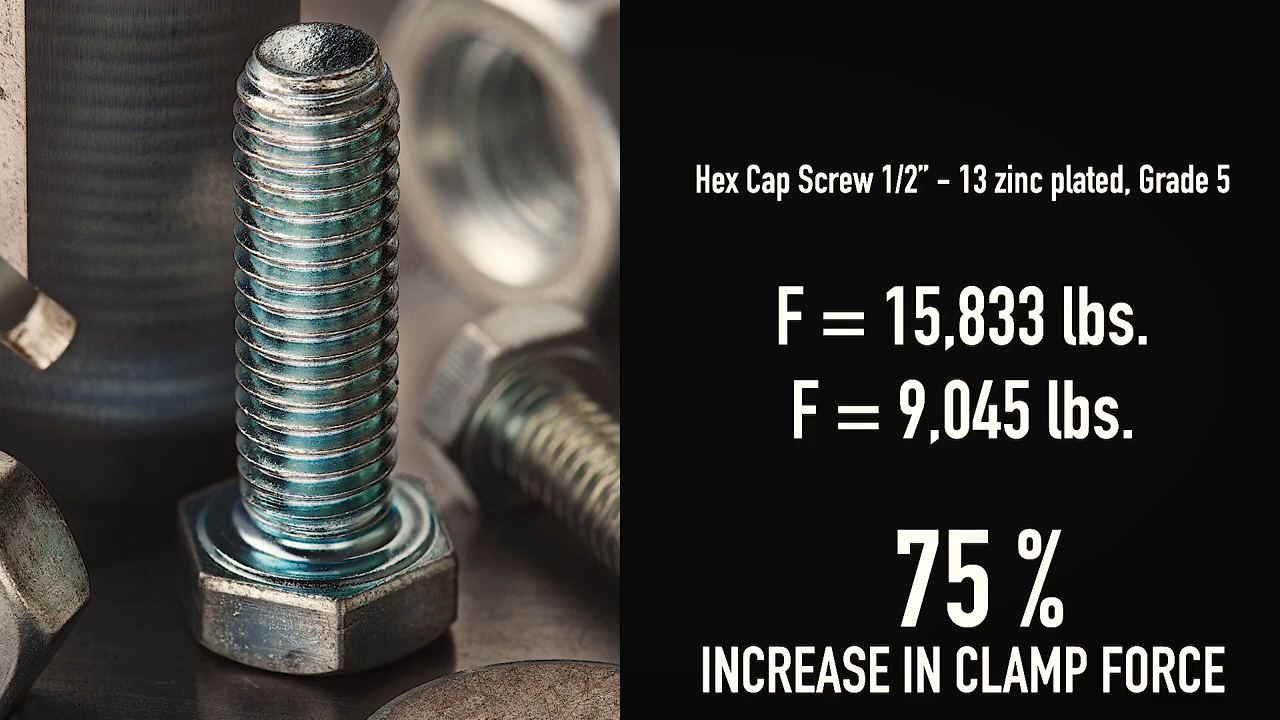 Hex Cap Screw 1/2” - 13 zinc plated, Grade 5
F = 15,833 lbs.
F = 9,045 lbs.
75 %
INCREASE IN CLAMP FORCE